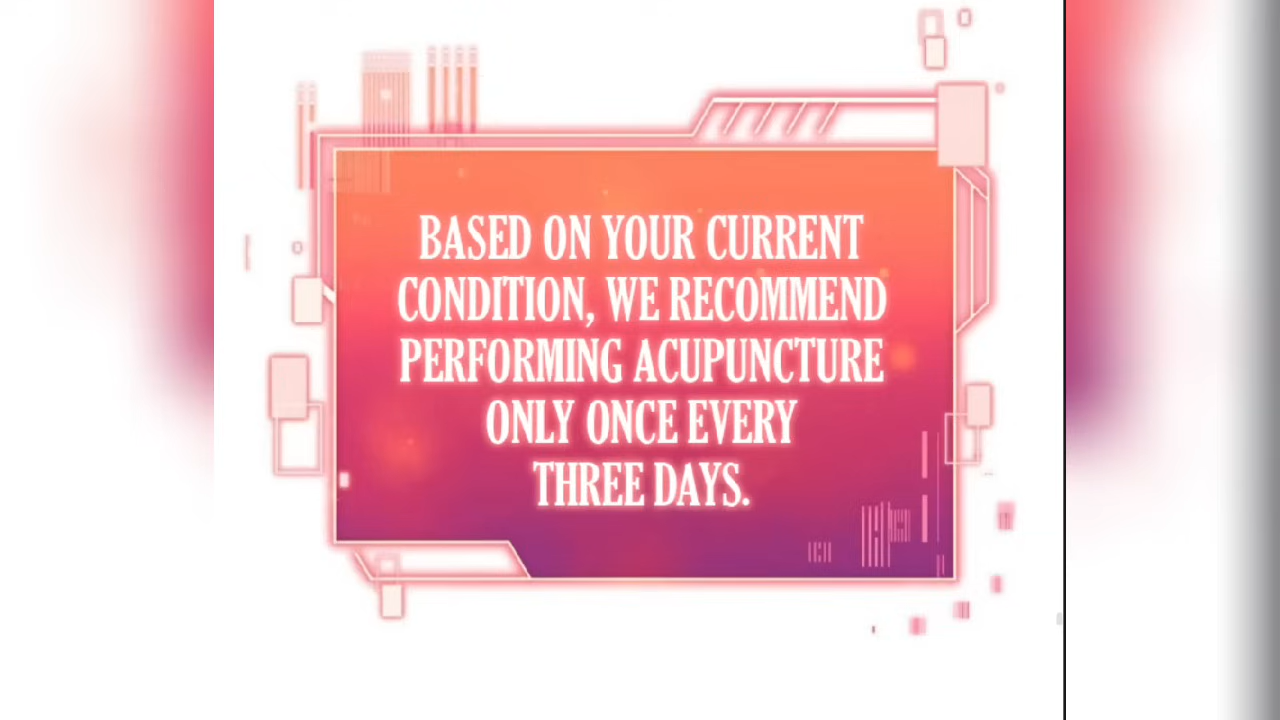 BASED ON YOUR CURRENT
CONDITION, WE RECOMMEND
PERFORMING ACUPUNCTURE
ONLY ONCE EVERY
THREE DAYS.